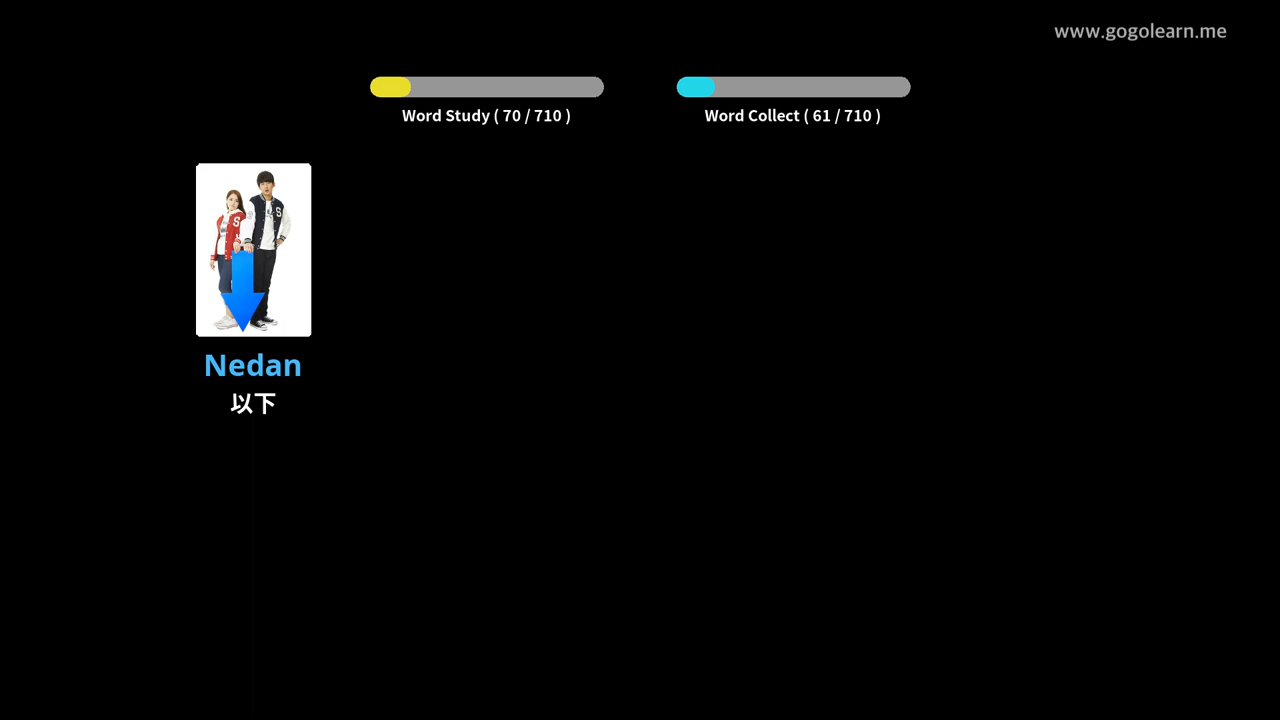 www.gogolearn.me
Word Study ( 70 / 710 )
Word Collect ( 61 / 710 )
S
S
Nedan
以下